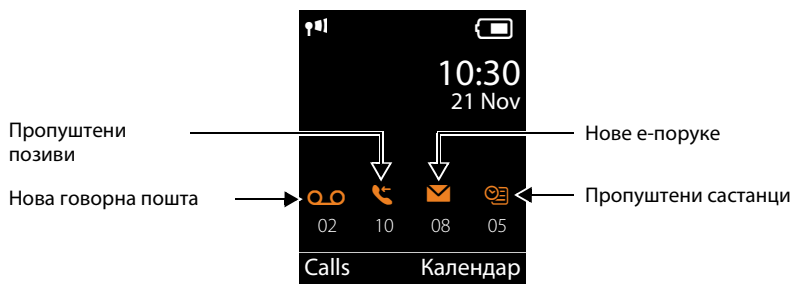 10:30
21 Nov
Пропуштени
позиви
Нове е-поруке
Нова говорна пошта
Пропуштени састанци
02 10 08 05
Calls Календар